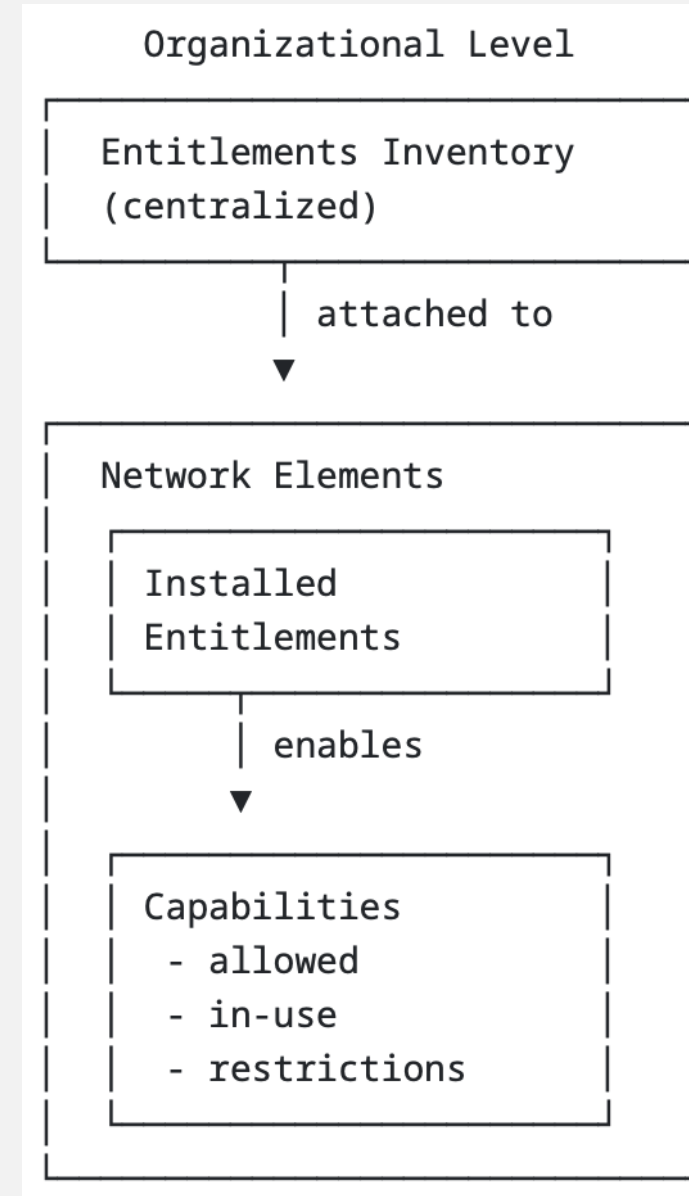 Organizational Level
Entitlements Inventory
(centralized)
attached to
Network Elements
Installed
Entitlements
enables
Capabilities
- allowed
- in-use
- restrictions